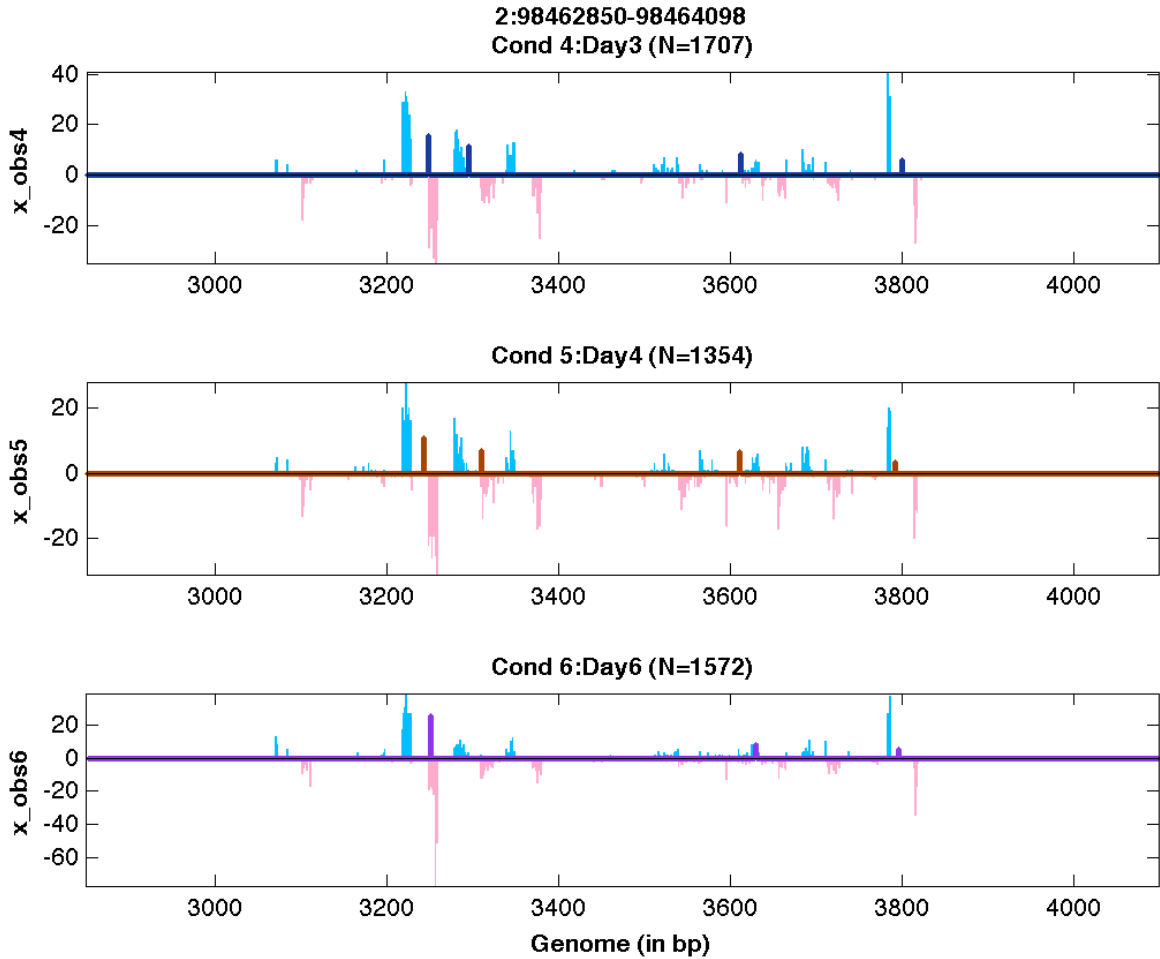 2:98462850-98464098
Cond 4:Day3 (N=1707)
x_obs4
40
20
0
-20
3000 3200 3400 3600 3800 4000
Cond 5:Day4 (N=1354)
x_obs5
20
0
-20
3000 3200 3400 3600 3800 4000
Cond 6:Day6 (N=1572)
x_obs6
20
0
-20
-40
-60
3000 3200 3400 3600 3800 4000
Genome (in bp)